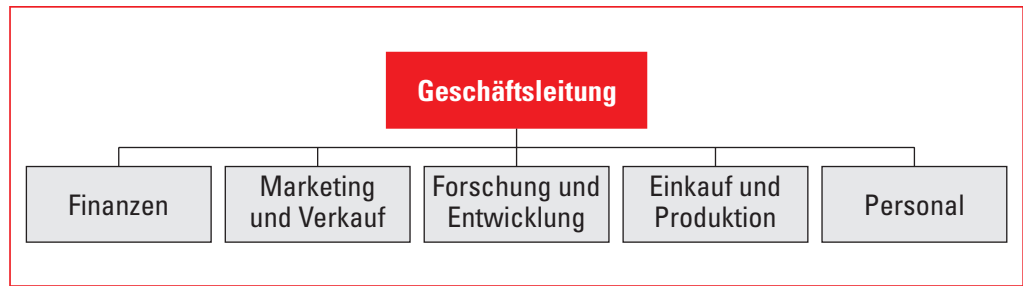 Geschäftsleitung
Finanzen
Marketing
und Verkauf
Forschung und
Entwicklung
Einkauf und
Produktion
Personal